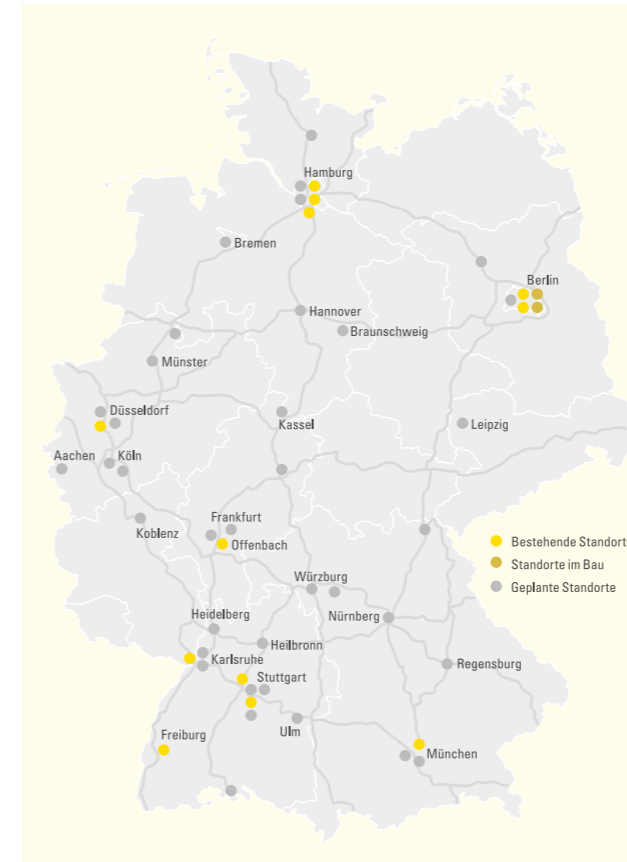 Hamburg
Bremen
Berlin
Hannover
Braunschweig
Münster
Düsseldorf
Kassel
Leipzig
Aachen
Köln
Frankfurt
Koblenz
Offenbach
Bestehende Standort
Standorte im Bau
Geplante Standorte
Würzburg
Heidelberg
Nürnberg
Heilbronn
Karlsruhe
Regensburg
Stuttgart
Ulm
Freiburg
München